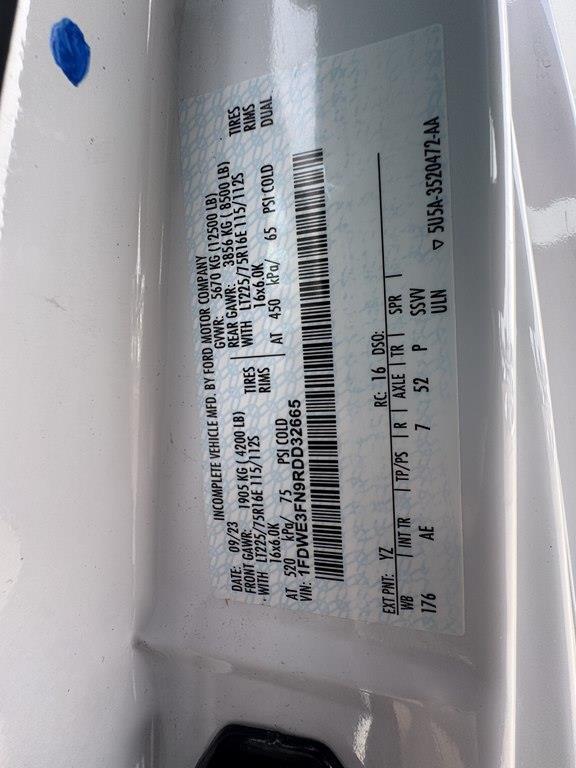 INCOMPLETE VEHICLE MFD. BY FORD MOTOR COMPANY
DATE: 09/23 GVWR: 5670 KG (12500 LB)
FRONT GAWR: 1905 KG (4200 LB) REAR GAWR: 3856 KG (8500 LB)
WITH LT225/75R16E 115/112S TIRES WITH LT225/75R16E 115/112S TIRES
16x6.0K RIMS 16x6.0K RIMS
AT 520 kPa/ 75 PSI COLD AT 450 kPa/ 65 PSI COLD DUAL
VIN: 1FDWE3FN9RDD32665
EXT PNT: YZ RC: 16 DSO:
WB INT TR TP/PS R AXLE TR SPR
176 AE 7 52 P SSVV
ULN
▽ 5U5A-3520472-AA